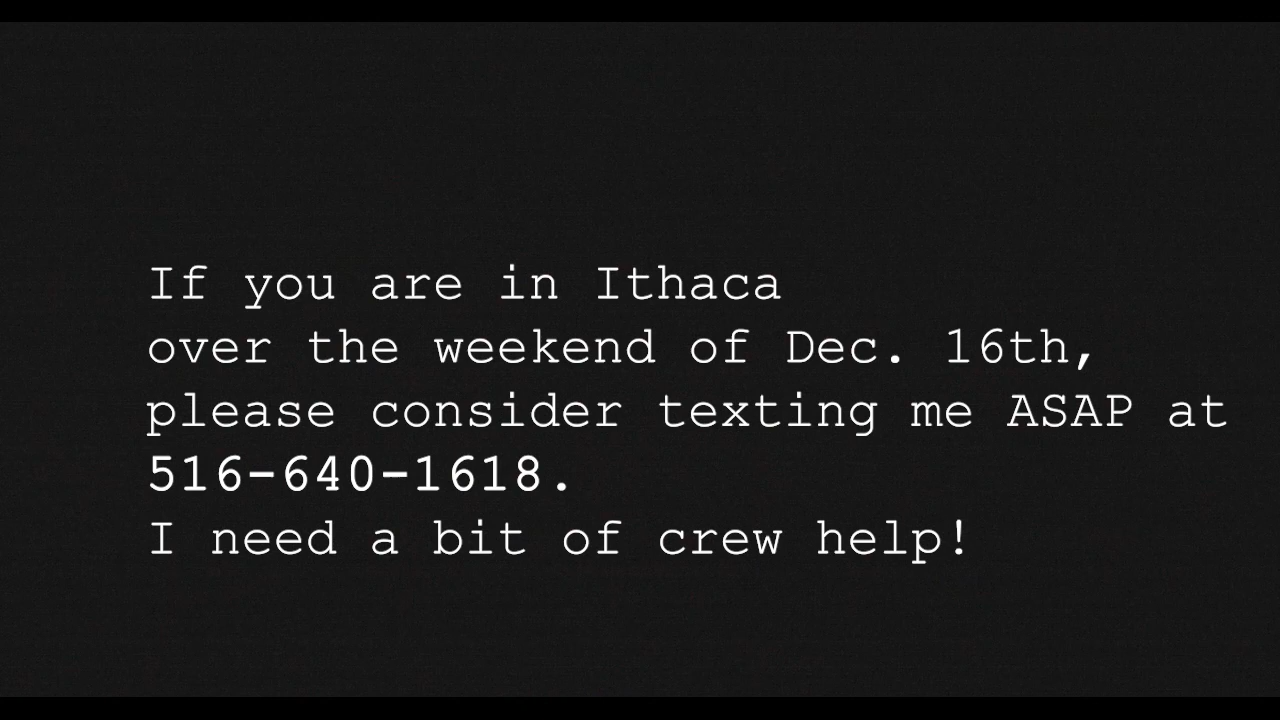 If you are in Ithaca
over the weekend of Dec. 16th,
please consider texting me ASAP at
516-640-1618.
I need a bit of crew help!